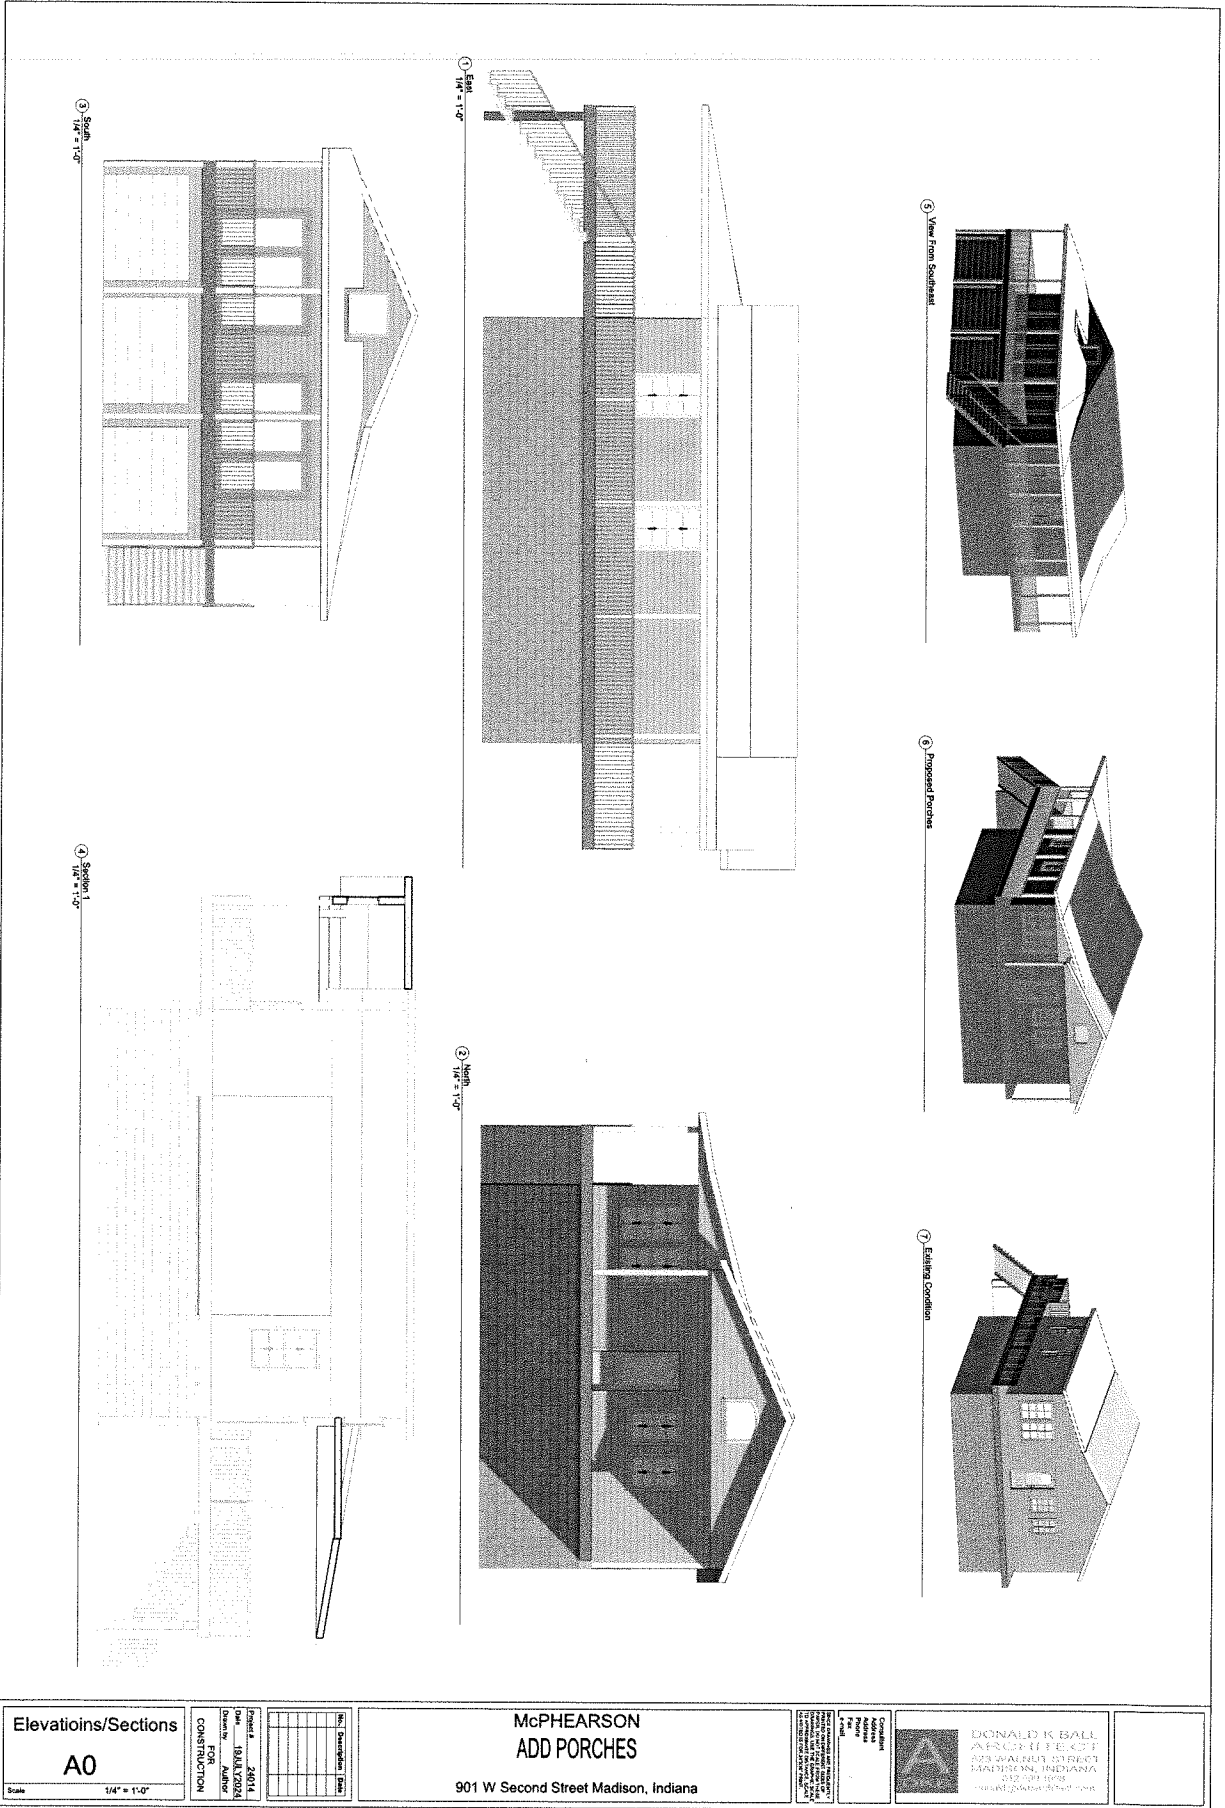 1
East
1/4" = 1'-0"
3
South
1/4" = 1'-0"
5
View From Southeast
6
Proposed Porches
4
Section 1
1/4" = 1'-0"
2
North
1/4" = 1'-0"
7
Existing Condition
Elevatioins/Sections
A0
Scale
1/4" = 1'-0"
Project #
24014
Date
19JULY2024
Drawn by
Author
FOR
CONSTRUCTION
No.
Description
Date
McPHEARSON
ADD PORCHES
901 W Second Street Madison, Indiana
Consultant
Address
Address
Phone
Fax
e-mail
DONALD K BALL
ARCHITECT
WALNUT STREET
MADISON, INDIANA